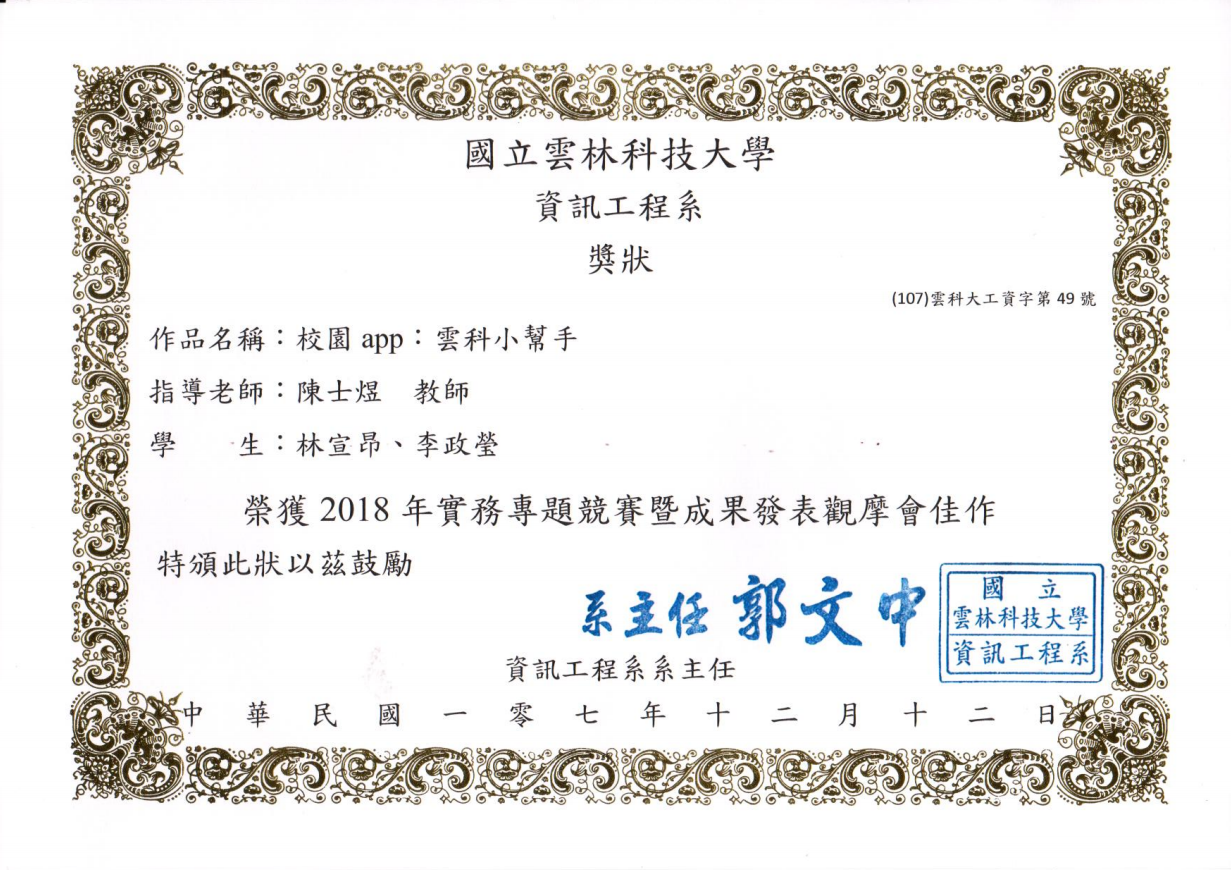 國立雲林科技大學
資訊工程系
獎狀
(107)雲科大工資字第 49 號
作品名稱：校園 app：雲科小幫手
指導老師：陳士煜　教師
學　　生：林宣昂、李政瑩
榮獲 2018 年實務專題競賽暨成果發表觀摩會佳作
特頒此狀以茲鼓勵
系主任 郭文中
國立
雲林科技大學
資訊工程系
資訊工程系系主任
中華民國一零七年十二月十二日